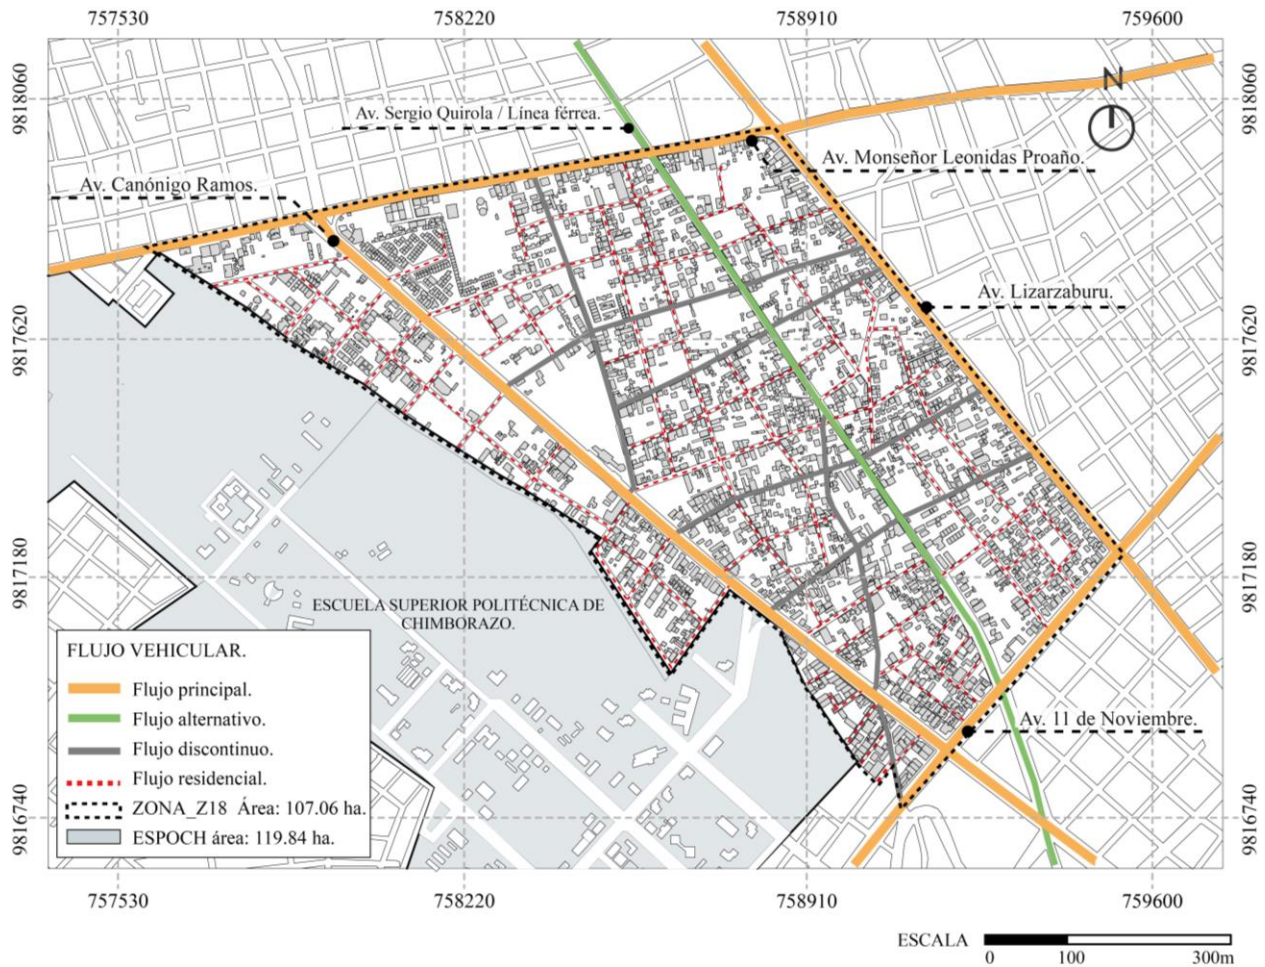 757530 758220 758910 759600
9818060 9818060
N
Av. Sergio Quirola / Línea férrea.
Av. Monseñor Leonidas Proaño.
Av. Canónigo Ramos.
Av. Lizarzaburu.
9817620 9817620
9817180 9817180
ESCUELA SUPERIOR POLITÉCNICA DE
CHIMBORAZO.
FLUJO VEHICULAR.
Flujo principal.
Flujo alternativo.
Flujo discontinuo.
Flujo residencial.
ZONA_Z18 Área: 107.06 ha.
ESPOCH área: 119.84 ha.
Av. 11 de Noviembre.
9816740 9816740
757530 758220 758910 759600
ESCALA
0 100 300m